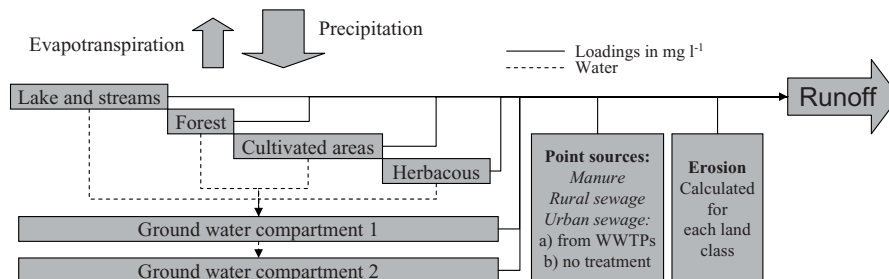 Evapotranspiration
Precipitation
Loadings in mg l⁻¹
Water
Lake and streams
Runoff
Forest
Cultivated areas
Herbacous
Point sources:
Manure
Rural sewage
Urban sewage:
a) from WWTPs
b) no treatment
Erosion
Calculated
for
each land
class
Ground water compartment 1
Ground water compartment 2